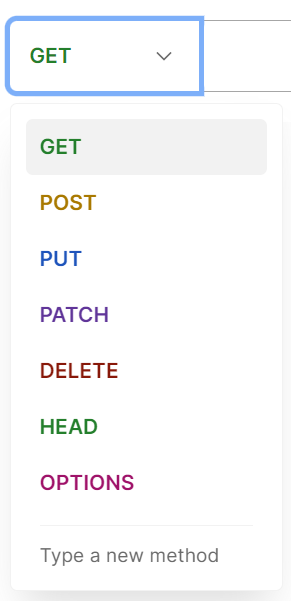 GET
GET
POST
PUT
PATCH
DELETE
HEAD
OPTIONS
Type a new method